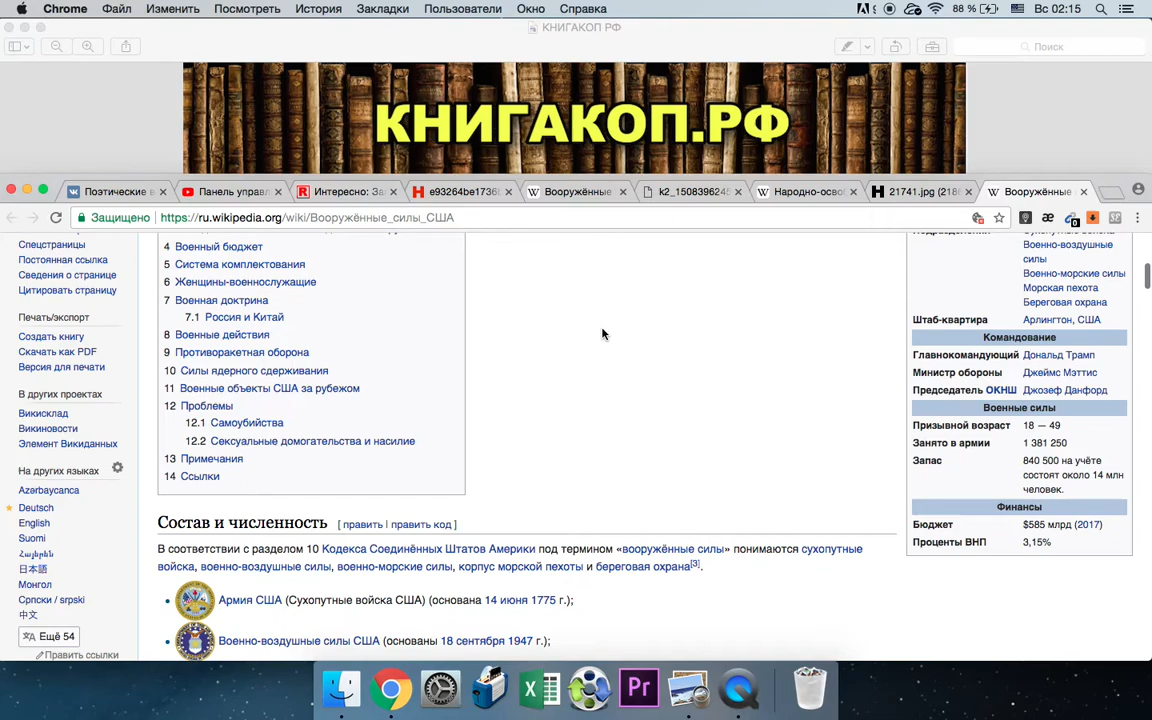 Chrome Файл Изменить Посмотреть История Закладки Пользователи Окно Справка 88 % Вс 02:15
КНИГАКОП РФ
Поиск
КНИГАКОП.РФ
Поэтические в
Панель управл
Интересно: За
e93264be1736
Вооружённые
k2_1508396245
Народно-осво
21741.jpg (218
Вооружённые
Защищено https://ru.wikipedia.org/wiki/Вооружённые_силы_США
Спецстраницы
Постоянная ссылка
Сведения о странице
Цитировать страницу
Печать/экспорт
Создать книгу
Скачать как PDF
Версия для печати
В других проектах
Викисклад
Викиновости
Элемент Викиданных
На других языках
Azərbaycanca
Deutsch
English
Suomi
Հայերեն
日本語
Монгол
Српски / srpski
中文
Ещё 54
Править ссылки
4 Военный бюджет
5 Система комплектования
6 Женщины-военнослужащие
7 Военная доктрина
7.1 Россия и Китай
8 Военные действия
9 Противоракетная оборона
10 Силы ядерного сдерживания
11 Военные объекты США за рубежом
12 Проблемы
12.1 Самоубийства
12.2 Сексуальные домогательства и насилие
13 Примечания
14 Ссылки
Состав и численность [ править | править код ]
В соответствии с разделом 10 Кодекса Соединённых Штатов Америки под термином «вооружённые силы» понимаются сухопутные
войска, военно-воздушные силы, военно-морские силы, корпус морской пехоты и береговая охрана[3].
Армия США (Сухопутные войска США) (основана 14 июня 1775 г.);
Военно-воздушные силы США (основаны 18 сентября 1947 г.);
Военно-воздушные
силы
Военно-морские силы
Морская пехота
Береговая охрана
Штаб-квартира Арлингтон, США
Командование
Главнокомандующий Дональд Трамп
Министр обороны Джеймс Мэттис
Председатель ОКНШ Джозеф Данфорд
Военные силы
Призывной возраст 18 — 49
Занято в армии 1 381 250
Запас 840 500 на учёте
состоят около 14 млн
человек.
Финансы
Бюджет $585 млрд (2017)
Проценты ВНП 3,15%
Pr